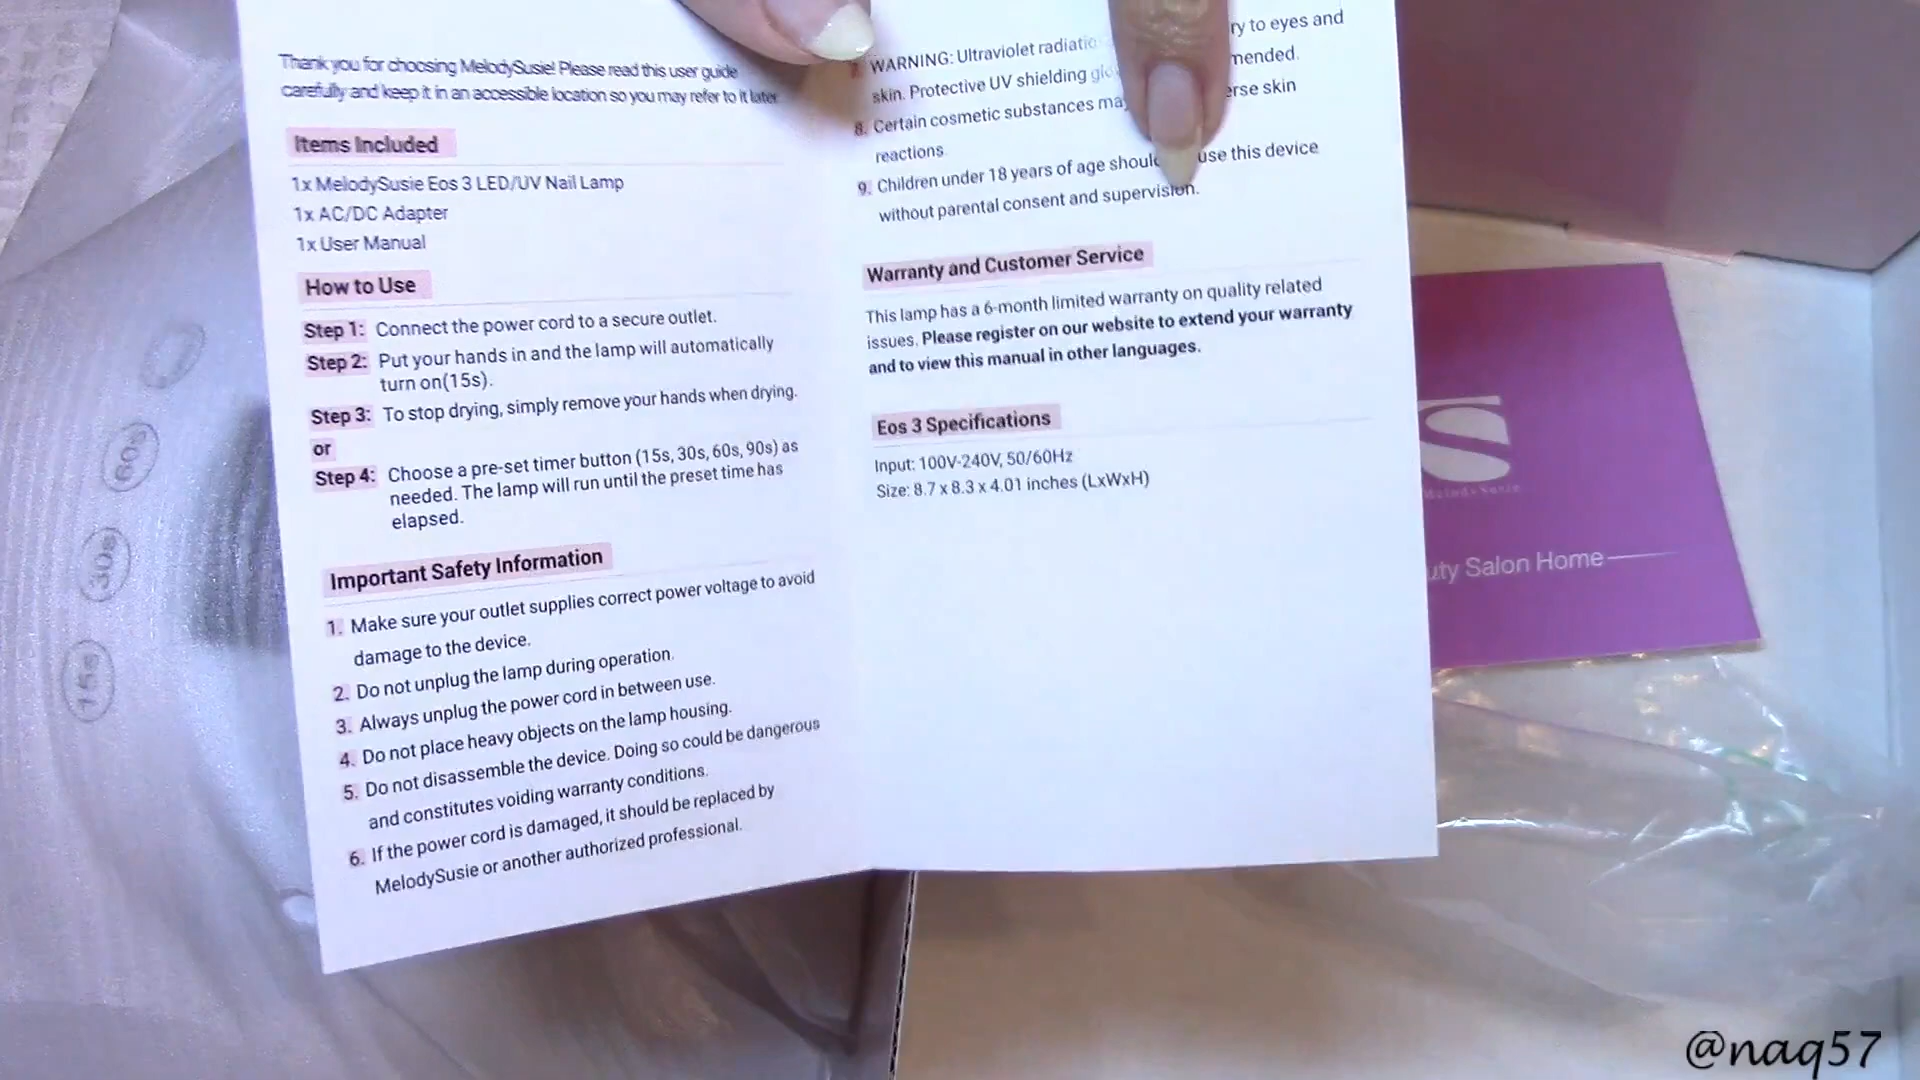 Thank you for choosing MelodySusie! Please read this user guide
carefully and keep it in an accessible location so you may refer to it later.
Items Included
1x MelodySusie Eos 3 LED/UV Nail Lamp
1x AC/DC Adapter
1x User Manual
How to Use
Step 1: Connect the power cord to a secure outlet.
Step 2: Put your hands in and the lamp will automatically
turn on(15s).
Step 3: To stop drying, simply remove your hands when drying.
or
Step 4: Choose a pre-set timer button (15s, 30s, 60s, 90s) as
needed. The lamp will run until the preset time has
elapsed.
Important Safety Information
1. Make sure your outlet supplies correct power voltage to avoid
damage to the device.
2. Do not unplug the lamp during operation.
3. Always unplug the power cord in between use.
4. Do not place heavy objects on the lamp housing.
5. Do not disassemble the device. Doing so could be dangerous
and constitutes voiding warranty conditions.
6. If the power cord is damaged, it should be replaced by
MelodySusie or another authorized professional.
WARNING: Ultraviolet to eyes and
skin. Protective UV shielding
8. Certain cosmetic substances skin
reactions.
9. Children under 18 years of age use this device
without parental consent and supervision.
Warranty and Customer Service
This lamp has a 6-month limited warranty on quality related
issues. Please register on our website to extend your warranty
and to view this manual in other languages.
Eos 3 Specifications
Input: 100V-240V, 50/60Hz
Size: 8.7 x 8.3 x 4.01 inches (LxWxH)
60s
30s
15s
MelodySusie
Salon Home
@naq57